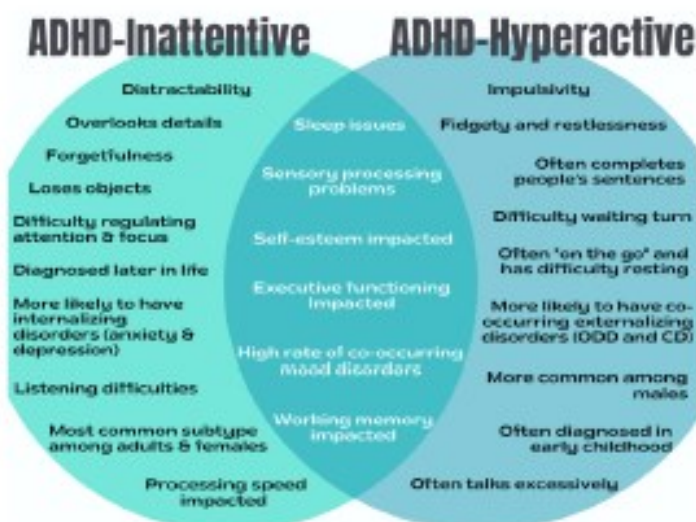 ADHD-Inattentive
Distractability
Overlooks details
Forgetfulness
Loses objects
Difficulty regulating
attention & focus
Diagnosed later in life
More likely to have
internalizing
disorders (anxiety &
depression)
Listening difficulties
Most common subtype
among adults & females
Processing speed
impacted
Sleep issues
Sensory processing
problems
Self-esteem impacted
Executive functioning
Impacted
High rate of co-occurring
mood disorders
Working memory
impacted
ADHD-Hyperactive
Impulsivity
Fidgety and restlessness
Often completes
people's sentences
Difficulty waiting turn
Often "on the go" and
has difficulty resting
More likely to have co-
occurring externalizing
disorders (ODD and CD)
More common among
males
Often diagnosed in
early childhood
Often talks excessively